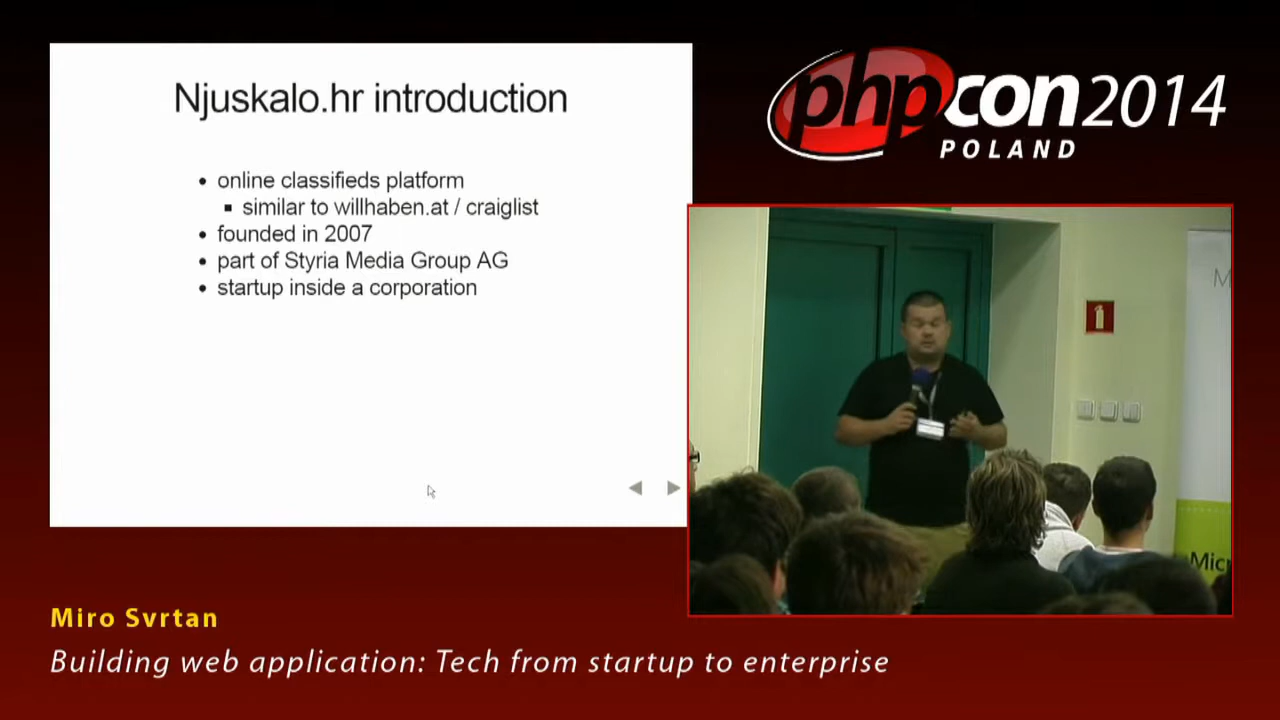 Njuskalo.hr introduction
online classifieds platform
similar to willhaben.at / craiglist
founded in 2007
part of Styria Media Group AG
startup inside a corporation
phpcon2014
POLAND
M
Micr
Miro Svrtan
Building web application: Tech from startup to enterprise